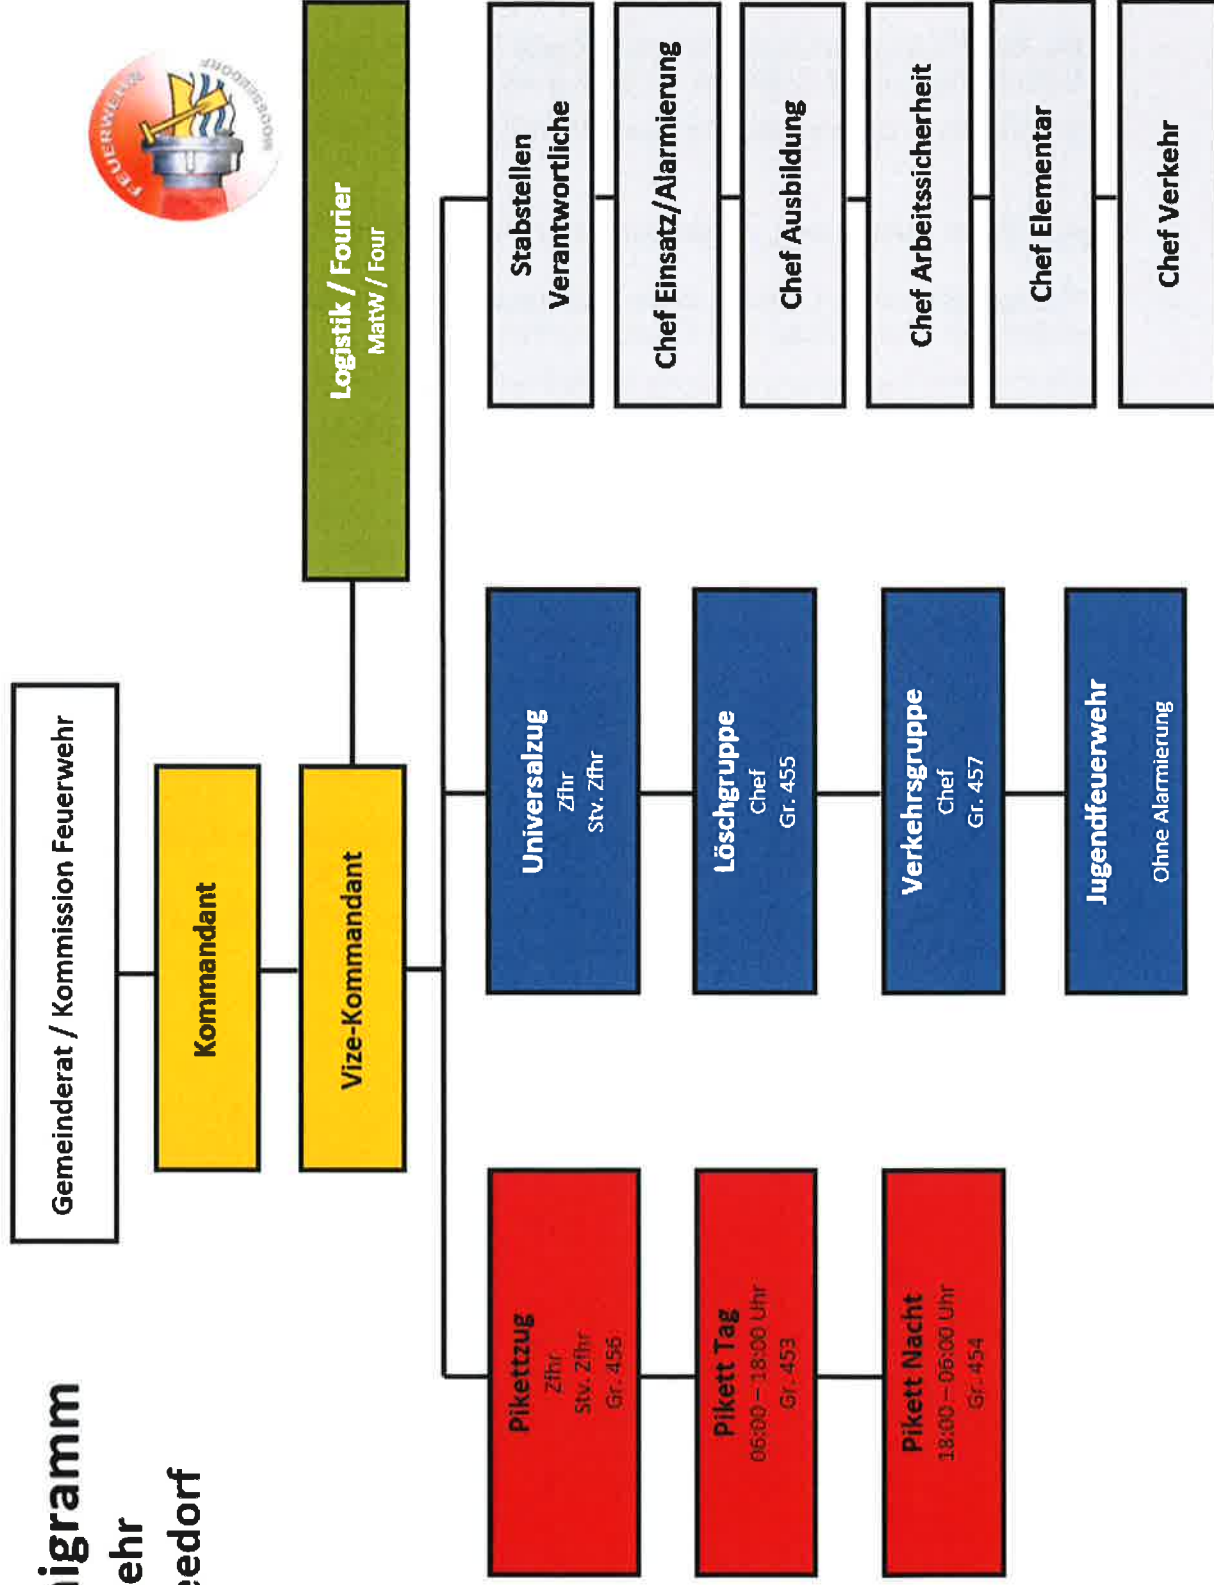 igramm
ehr
eedorf
FEUERWEHR
MOOSSEEDORF
Gemeinderat / Kommission Feuerwehr
Kommandant
Vize-Kommandant
Logistik / Fourier
MatW / Four
Pikettzug
Zfhr
Stv. Zfhr
Gr. 456
Pikett Tag
06:00 – 18:00 Uhr
Gr. 453
Pikett Nacht
18:00 – 06:00 Uhr
Gr. 454
Universalzug
Zfhr
Stv. Zfhr
Löschgruppe
Chef
Gr. 455
Verkehrsgruppe
Chef
Gr. 457
Jugendfeuerwehr
Ohne Alarmierung
Stabstellen
Verantwortliche
Chef Einsatz/Alarmierung
Chef Ausbildung
Chef Arbeitssicherheit
Chef Elementar
Chef Verkehr